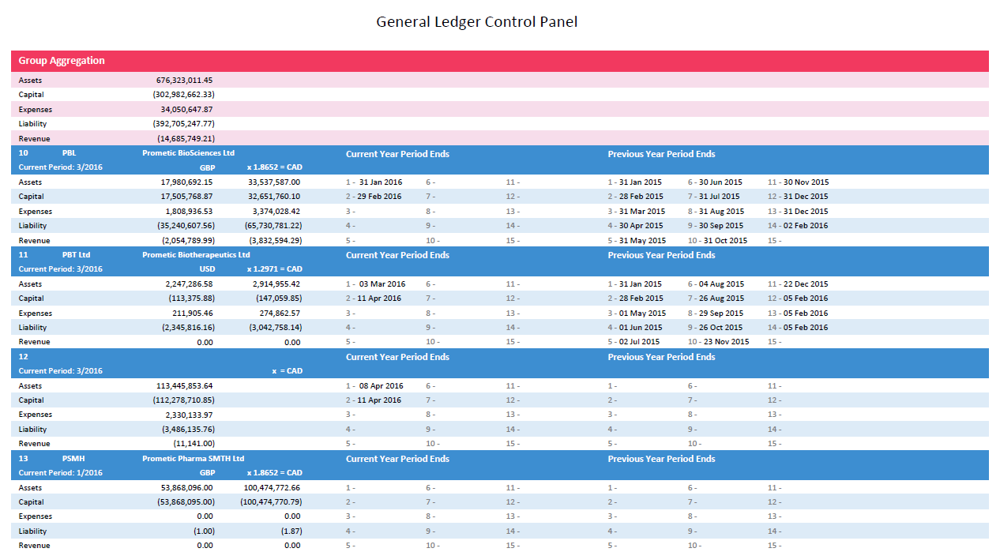 General Ledger Control Panel
Group Aggregation
Assets 676,323,011.45
Capital (302,982,662.33)
Expenses 34,050,647.87
Liability (392,705,247.77)
Revenue (14,685,749.21)
10 PBL Prometic BioSciences Ltd Current Year Period Ends Previous Year Period Ends
Current Period: 3/2016 GBP x 1.8652 = CAD
Assets 17,980,692.15 33,537,587.00 1 - 31 Jan 2016 6 - 11 - 1 - 31 Jan 2015 6 - 30 Jun 2015 11 - 30 Nov 2015
Capital 17,505,768.87 32,651,760.10 2 - 29 Feb 2016 7 - 12 - 2 - 28 Feb 2015 7 - 31 Jul 2015 12 - 31 Dec 2015
Expenses 1,808,936.53 3,374,028.42 3 - 8 - 13 - 3 - 31 Mar 2015 8 - 31 Aug 2015 13 - 31 Dec 2015
Liability (35,240,607.56) (65,730,781.22) 4 - 9 - 14 - 4 - 30 Apr 2015 9 - 30 Sep 2015 14 - 02 Feb 2016
Revenue (2,054,789.99) (3,832,594.29) 5 - 10 - 15 - 5 - 31 May 2015 10 - 31 Oct 2015 15 -
11 PBT Ltd Prometic Biotherapeutics Ltd Current Year Period Ends Previous Year Period Ends
Current Period: 3/2016 USD x 1.2971 = CAD
Assets 2,247,286.58 2,914,955.42 1 - 03 Mar 2016 6 - 11 - 1 - 31 Jan 2015 6 - 04 Aug 2015 11 - 22 Dec 2015
Capital (113,375.88) (147,059.85) 2 - 11 Apr 2016 7 - 12 - 2 - 28 Feb 2015 7 - 26 Aug 2015 12 - 05 Feb 2016
Expenses 211,905.46 274,862.57 3 - 8 - 13 - 3 - 01 May 2015 8 - 29 Sep 2015 13 - 05 Feb 2016
Liability (2,345,816.16) (3,042,758.14) 4 - 9 - 14 - 4 - 01 Jun 2015 9 - 26 Oct 2015 14 - 05 Feb 2016
Revenue 0.00 0.00 5 - 10 - 15 - 5 - 02 Jul 2015 10 - 23 Nov 2015 15 -
12 Current Year Period Ends Previous Year Period Ends
Current Period: 3/2016 x = CAD
Assets 113,445,853.64 1 - 08 Apr 2016 6 - 11 - 1 - 6 - 11 -
Capital (112,278,710.85) 2 - 11 Apr 2016 7 - 12 - 2 - 7 - 12 -
Expenses 2,330,133.97 3 - 8 - 13 - 3 - 8 - 13 -
Liability (3,486,135.76) 4 - 9 - 14 - 4 - 9 - 14 -
Revenue (11,141.00) 5 - 10 - 15 - 5 - 10 - 15 -
13 PSMH Prometic Pharma SMTH Ltd Current Year Period Ends Previous Year Period Ends
Current Period: 1/2016 GBP x 1.8652 = CAD
Assets 53,868,096.00 100,474,772.66 1 - 6 - 11 - 1 - 6 - 11 -
Capital (53,868,095.00) (100,474,770.79) 2 - 7 - 12 - 2 - 7 - 12 -
Expenses 0.00 0.00 3 - 8 - 13 - 3 - 8 - 13 -
Liability (1.00) (1.87) 4 - 9 - 14 - 4 - 9 - 14 -
Revenue 0.00 0.00 5 - 10 - 15 - 5 - 10 - 15 -